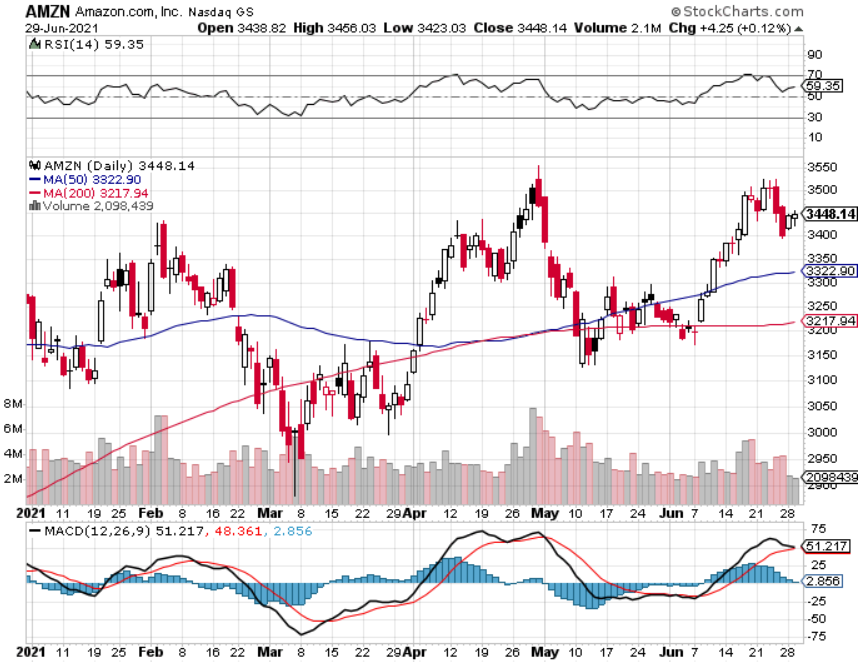 AMZN Amazon.com, Inc. Nasdaq GS © StockCharts.com
29-Jun-2021 Open 3438.82 High 3456.03 Low 3423.03 Close 3448.14 Volume 2.1M Chg +4.25 (+0.12%)
RSI(14) 59.35
90
70
59.35
50
30
10
AMZN (Daily) 3448.14
MA(50) 3322.90
MA(200) 3217.94
Volume 2,098,439
3550
3500
3448.14
3400
3350
3322.90
3300
3250
3217.94
3200
3150
3100
3050
3000
2950
2900
8M
6M
4M
2M
2098439
2021 11 19 25 Feb 8 16 22 Mar 8 15 22 29 Apr 12 19 26 May 10 17 24 Jun 7 14 21 28
MACD(12,26,9) 51.217, 48.361, 2.856
75
51.217
25
2.856
-25
-50
-75
2021 11 19 25 Feb 8 16 22 Mar 8 15 22 29 Apr 12 19 26 May 10 17 24 Jun 7 14 21 28